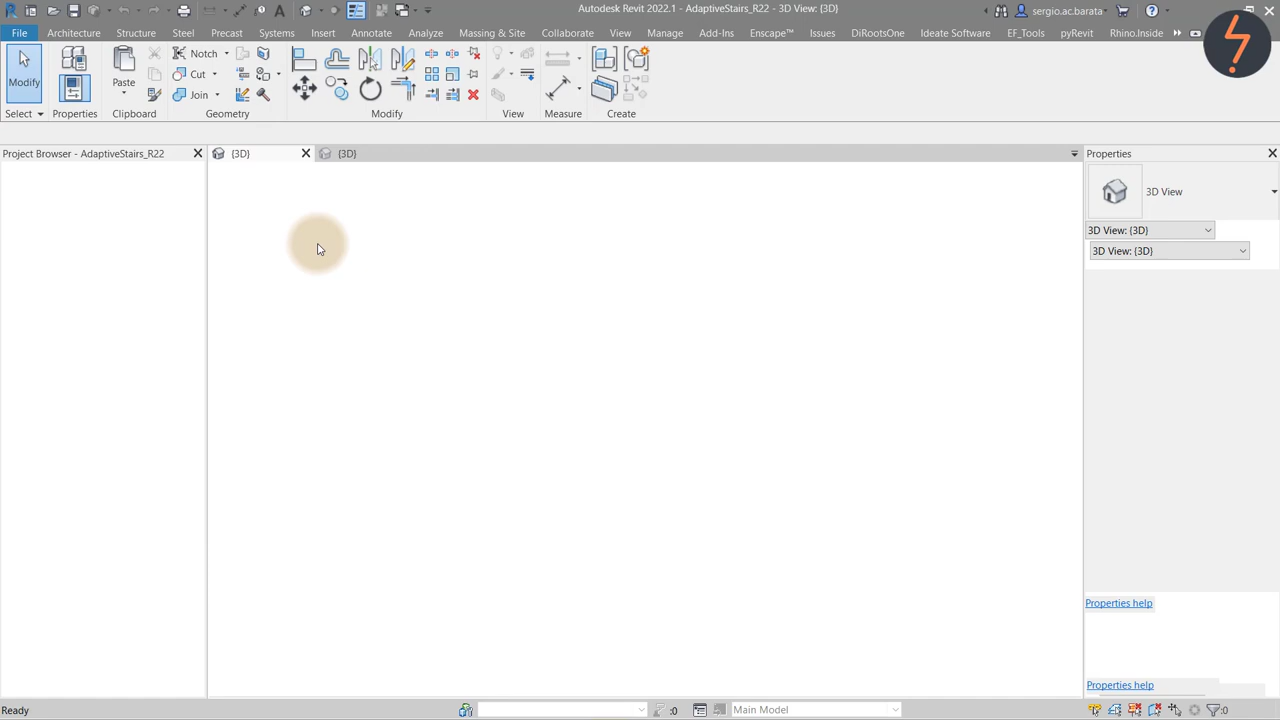 Autodesk Revit 2022.1 - AdaptiveStairs_R22 - 3D View: {3D}
sergio.ac.barata
File Architecture Structure Steel Precast Systems Insert Annotate Analyze Massing & Site Collaborate View Manage Add-Ins Enscape™ Issues DiRootsOne Ideate Software EF_Tools pyRevit Rhino.Inside
Modify
Paste
Notch
Cut
Join
Select Properties Clipboard Geometry Modify View Measure Create
Project Browser - AdaptiveStairs_R22
{3D}
{3D}
Properties
3D View
3D View: {3D}
3D View: {3D}
Properties help
Properties help
Ready
:0
Main Model
:0